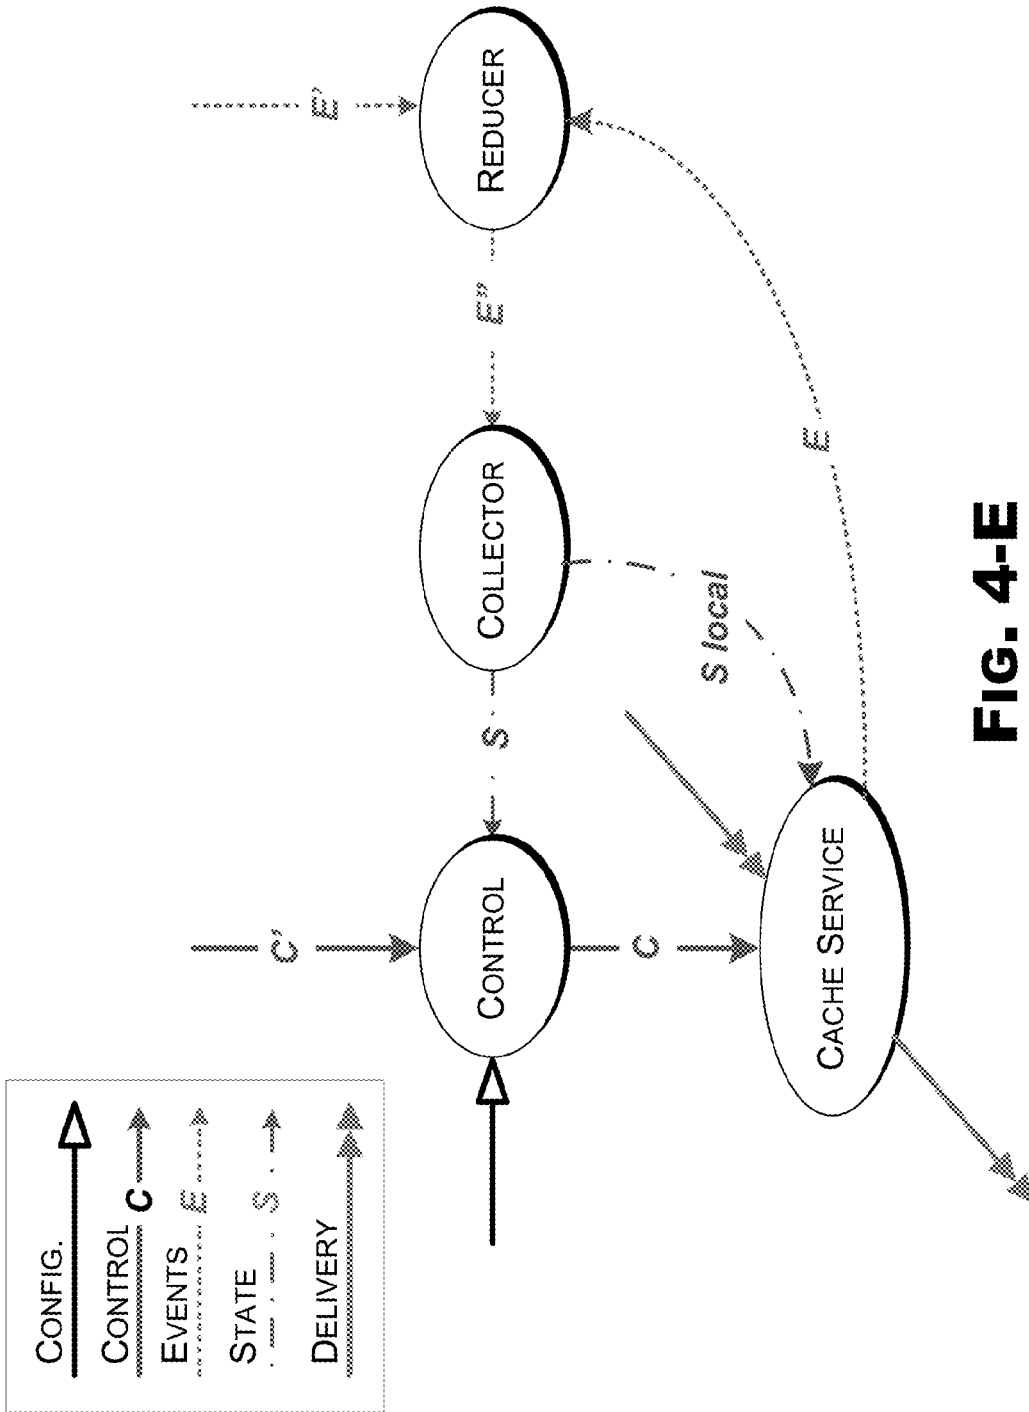 CONFIG.
CONTROL C
EVENTS E
STATE S
DELIVERY
C'
E'
CONTROL
S
COLLECTOR
E"
REDUCER
C
S local
CACHE SERVICE
E
FIG. 4-E